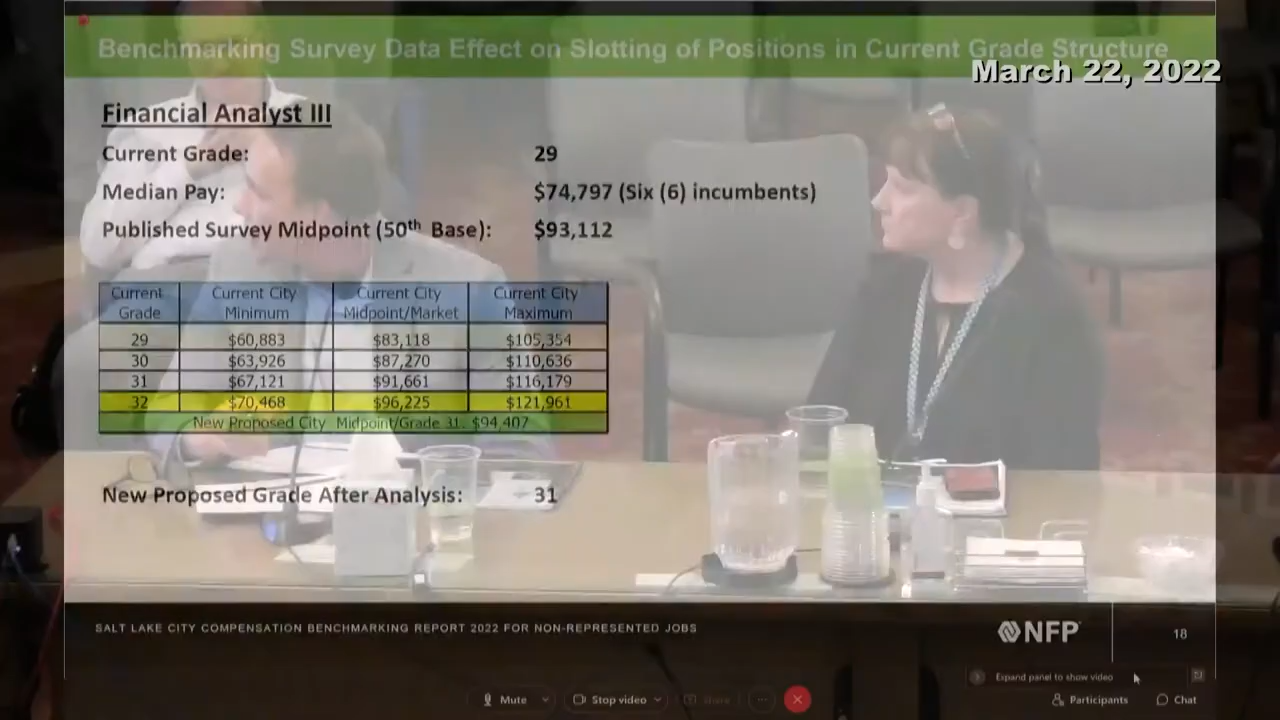 Benchmarking Survey Data Effect on Slotting of Positions in Current Grade Structure
March 22, 2022
Financial Analyst III
Current Grade: 29
Median Pay: $74,797 (Six (6) incumbents)
Published Survey Midpoint (50th Base): $93,112
Current Grade Current City Minimum Current City Midpoint/Market Current City Maximum
29 $60,883 $83,118 $105,354
30 $63,926 $87,270 $110,636
31 $67,121 $91,661 $116,179
32 $70,468 $96,225 $121,961
New Proposed City Midpoint/Grade 31. $94,407
New Proposed Grade After Analysis: 31
SALT LAKE CITY COMPENSATION BENCHMARKING REPORT 2022 FOR NON-REPRESENTED JOBS
NFP
18
Expand panel to show video
Mute Stop video Share Participants Chat